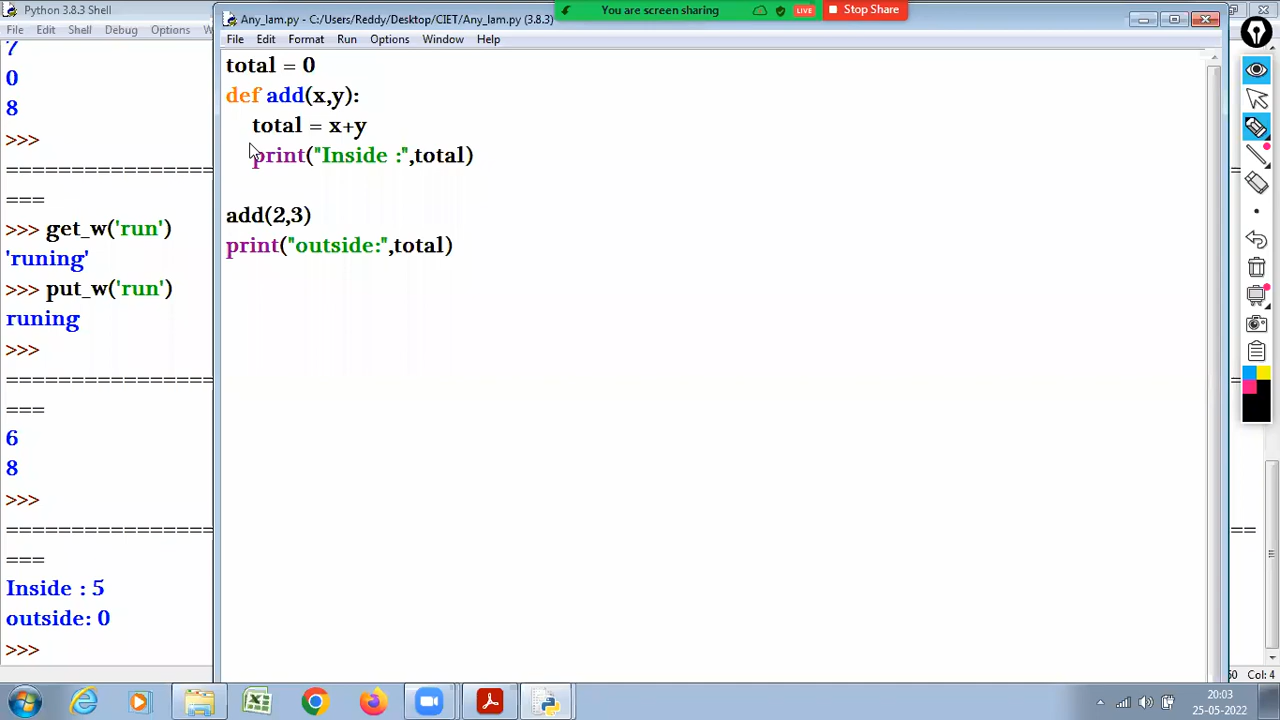 Python 3.8.3 Shell
File Edit Shell Debug Options
7
0
8
>>>
===================
===
>>> get_w('run')
'runing'
>>> put_w('run')
runing
>>>
===================
===
6
8
>>>
===================
===
Inside : 5
outside: 0
>>>
Any_lam.py - C:/Users/Reddy/Desktop/CIET/Any_lam.py (3.8.3)
You are screen sharing LIVE Stop Share
File Edit Format Run Options Window Help
total = 0
def add(x,y):
total = x+y
print("Inside :",total)
add(2,3)
print("outside:",total)
Col: 4
20:03
25-05-2022